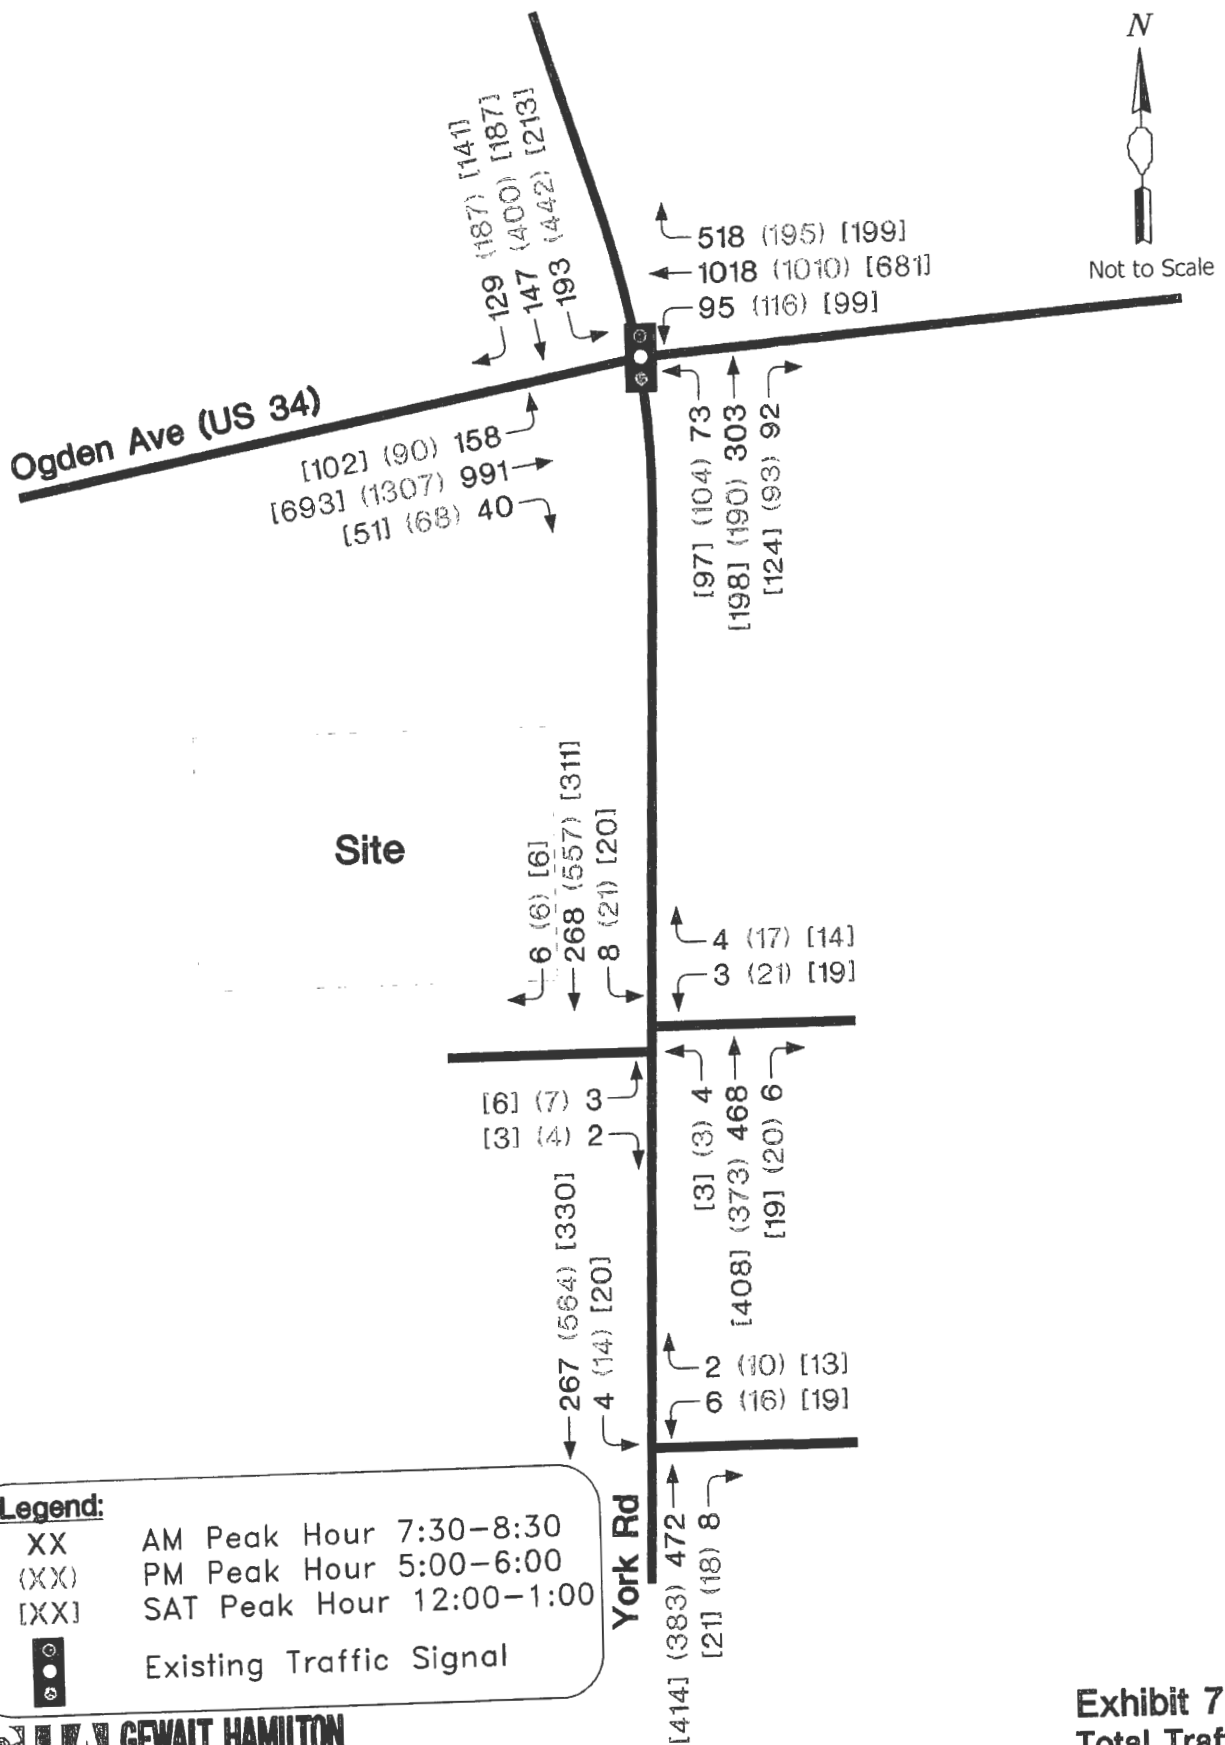 N
Not to Scale
129 (187) [141]
147 (400) [187]
193 (442) [213]
518 (195) [199]
1018 (1010) [681]
95 (116) [99]
Ogden Ave (US 34)
[102] (90) 158
[693] (1307) 991
[51] (68) 40
[97] (104) 73
[198] (190) 303
[124] (93) 92
Site
6 (6) [6]
268 (557) [311]
8 (21) [20]
4 (17) [14]
3 (21) [19]
[6] (7) 3
[3] (4) 2
[3] (3) 4
[408] (373) 468
[19] (20) 6
267 (564) [330]
4 (14) [20]
2 (10) [13]
6 (16) [19]
York Rd
[414] (383) 472
[21] (18) 8
Legend:
XX AM Peak Hour 7:30-8:30
(XX) PM Peak Hour 5:00-6:00
[XX] SAT Peak Hour 12:00-1:00
Existing Traffic Signal
GEWALT HAMILTON
Exhibit 7
Total Traf